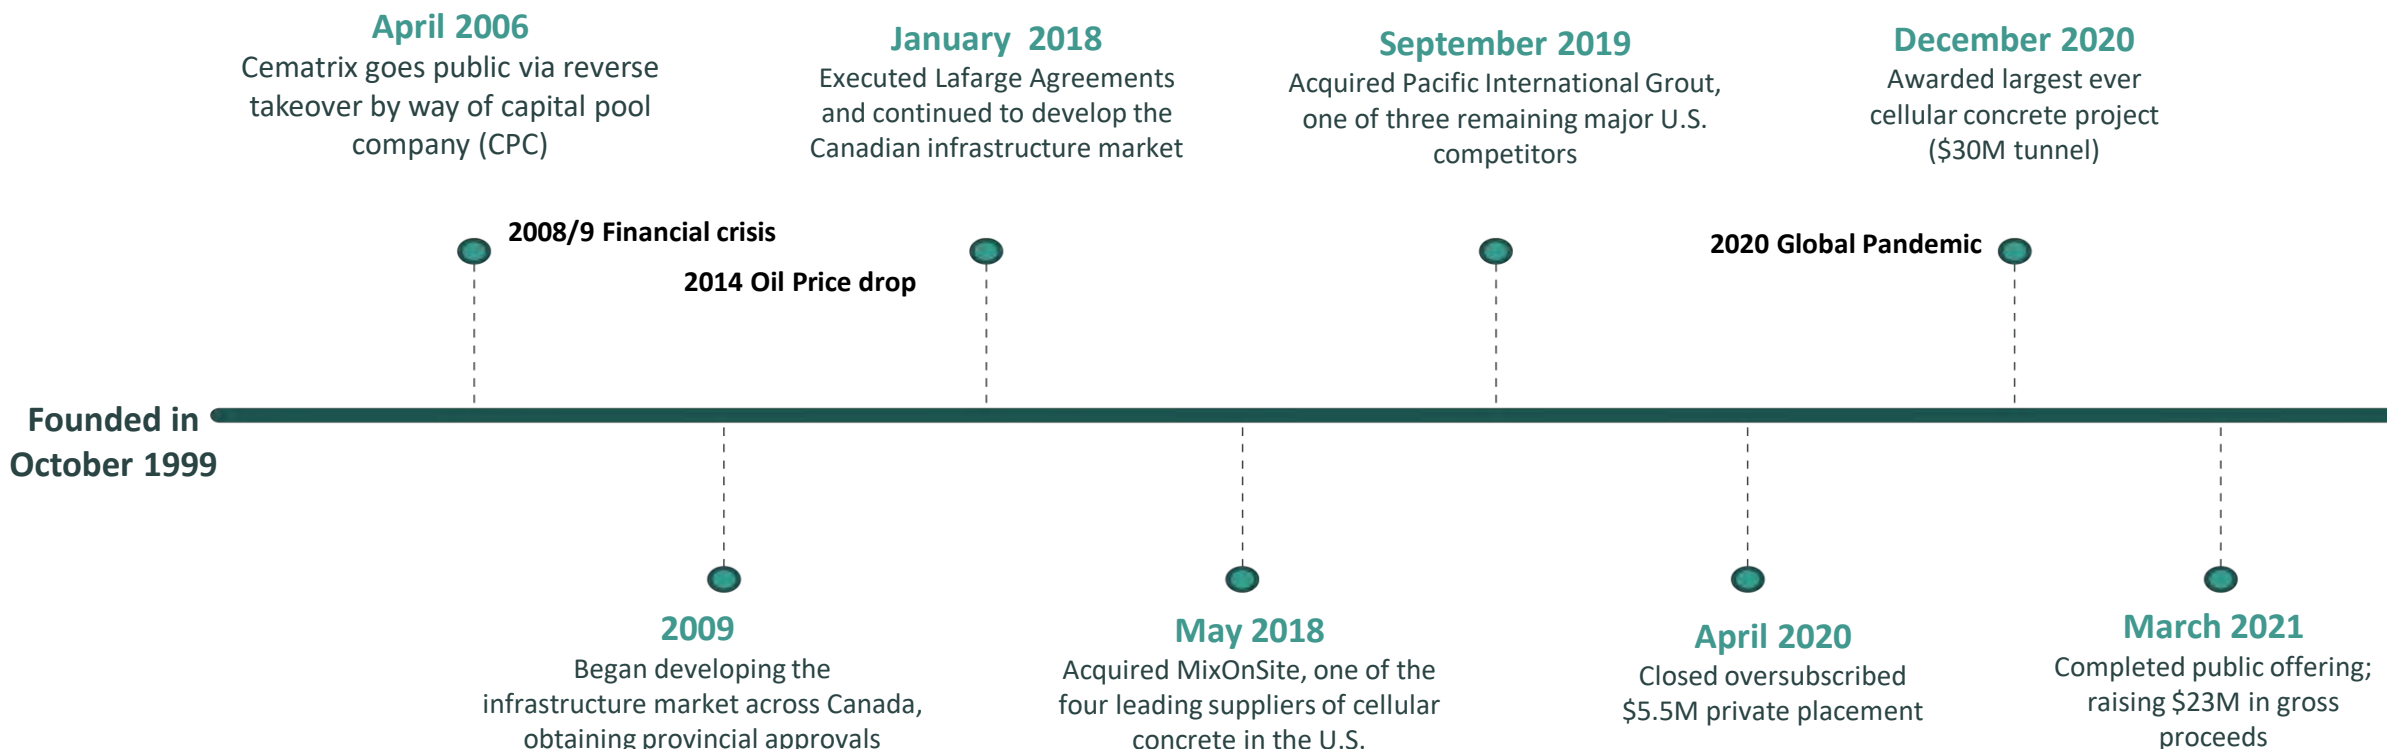 April 2006
Cematrix goes public via reverse
takeover by way of capital pool
company (CPC)
January 2018
Executed Lafarge Agreements
and continued to develop the
Canadian infrastructure market
September 2019
Acquired Pacific International Grout,
one of three remaining major U.S.
competitors
December 2020
Awarded largest ever
cellular concrete project
($30M tunnel)
2008/9 Financial crisis
2014 Oil Price drop
2020 Global Pandemic
Founded in
October 1999
2009
Began developing the
infrastructure market across Canada,
obtaining provincial approvals
May 2018
Acquired MixOnSite, one of the
four leading suppliers of cellular
concrete in the U.S.
April 2020
Closed oversubscribed
$5.5M private placement
March 2021
Completed public offering;
raising $23M in gross
proceeds